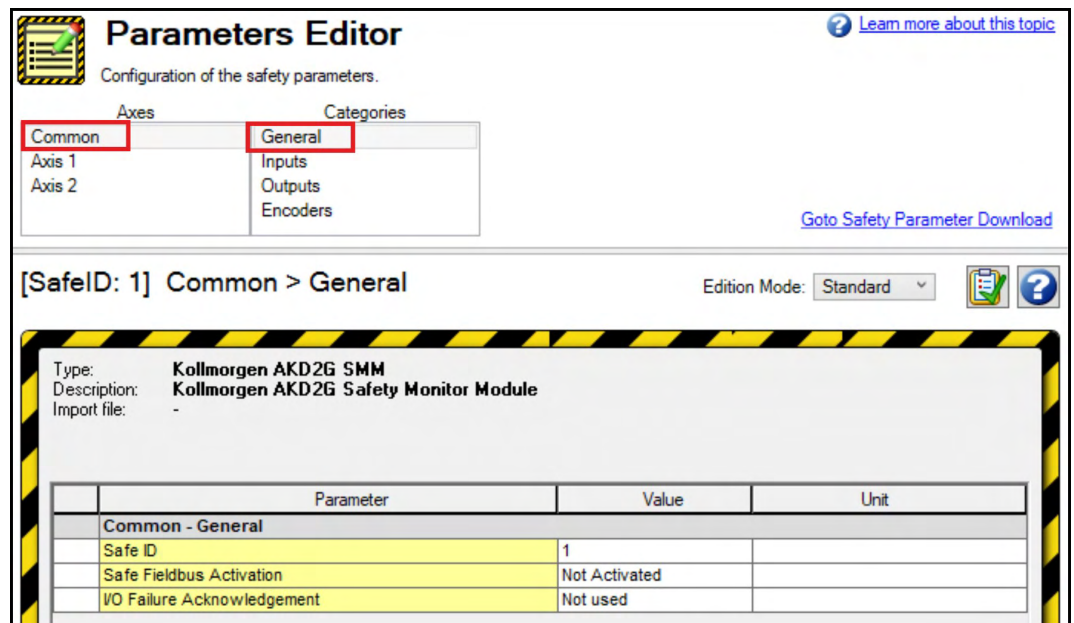 Parameters Editor
Learn more about this topic
Configuration of the safety parameters.
Axes Categories
Common General
Axis 1 Inputs
Axis 2 Outputs
Encoders
Goto Safety Parameter Download
[SafeID: 1] Common > General Edition Mode: Standard
Type: Kollmorgen AKD2G SMM
Description: Kollmorgen AKD2G Safety Monitor Module
Import file: -
Parameter Value Unit
Common - General
Safe ID 1
Safe Fieldbus Activation Not Activated
I/O Failure Acknowledgement Not used